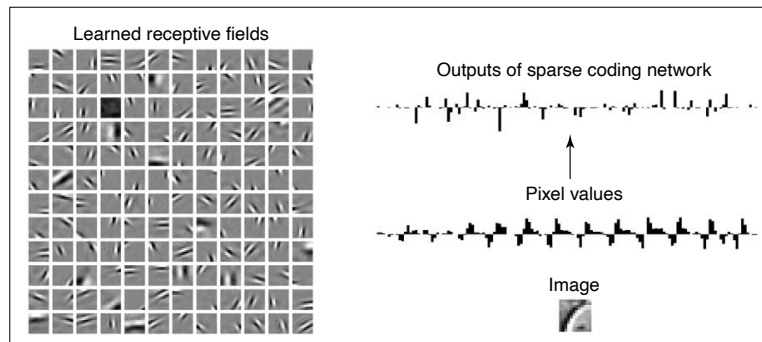 Learned receptive fields
Outputs of sparse coding network
Pixel values
Image